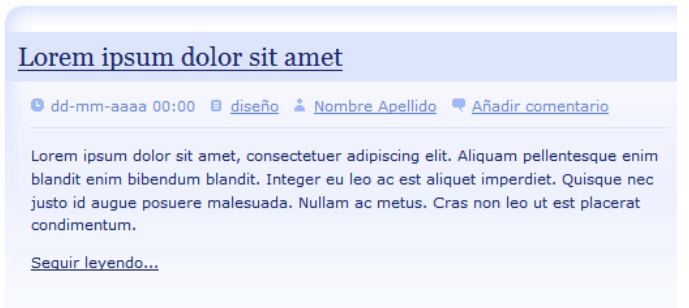 Lorem ipsum dolor sit amet
dd-mm-aaaa 00:00 diseño Nombre Apellido Añadir comentario
Lorem ipsum dolor sit amet, consectetuer adipiscing elit. Aliquam pellentesque enim
blandit enim bibendum blandit. Integer eu leo ac est aliquet imperdiet. Quisque nec
justo id augue posuere malesuada. Nullam ac metus. Cras non leo ut est placerat
condimentum.
Seguir leyendo...